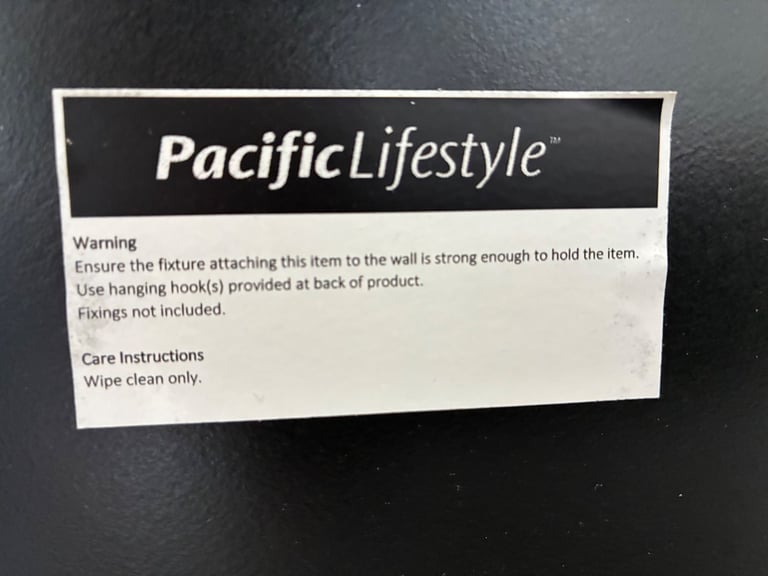 PacificLifestyle™
Warning
Ensure the fixture attaching this item to the wall is strong enough to hold the item.
Use hanging hook(s) provided at back of product.
Fixings not included.
Care Instructions
Wipe clean only.